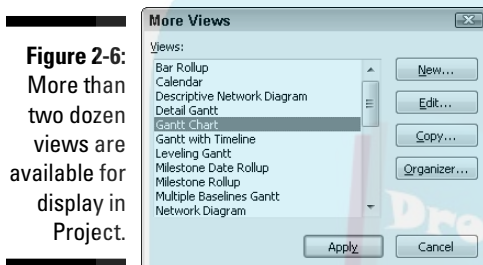 Figure 2-6:
More than
two dozen
views are
available for
display in
Project.
More Views
Views:
Bar Rollup
Calendar
Descriptive Network Diagram
Detail Gantt
Gantt Chart
Gantt with Timeline
Leveling Gantt
Milestone Date Rollup
Milestone Rollup
Multiple Baselines Gantt
Network Diagram
New...
Edit...
Copy...
Organizer...
Apply
Cancel